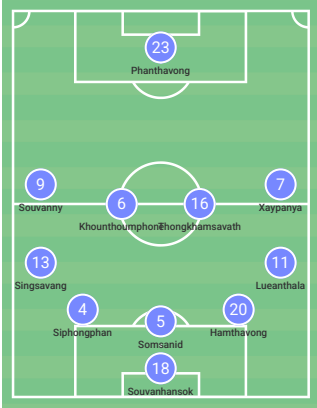 23
Phanthavong
9
Souvanny
7
Xaypanya
6
Khounthoumphone
16
Thongkhamsavath
13
Singsavang
11
Lueanthala
4
Siphongphan
20
Hamthavong
5
Somsanid
18
Souvanhansok